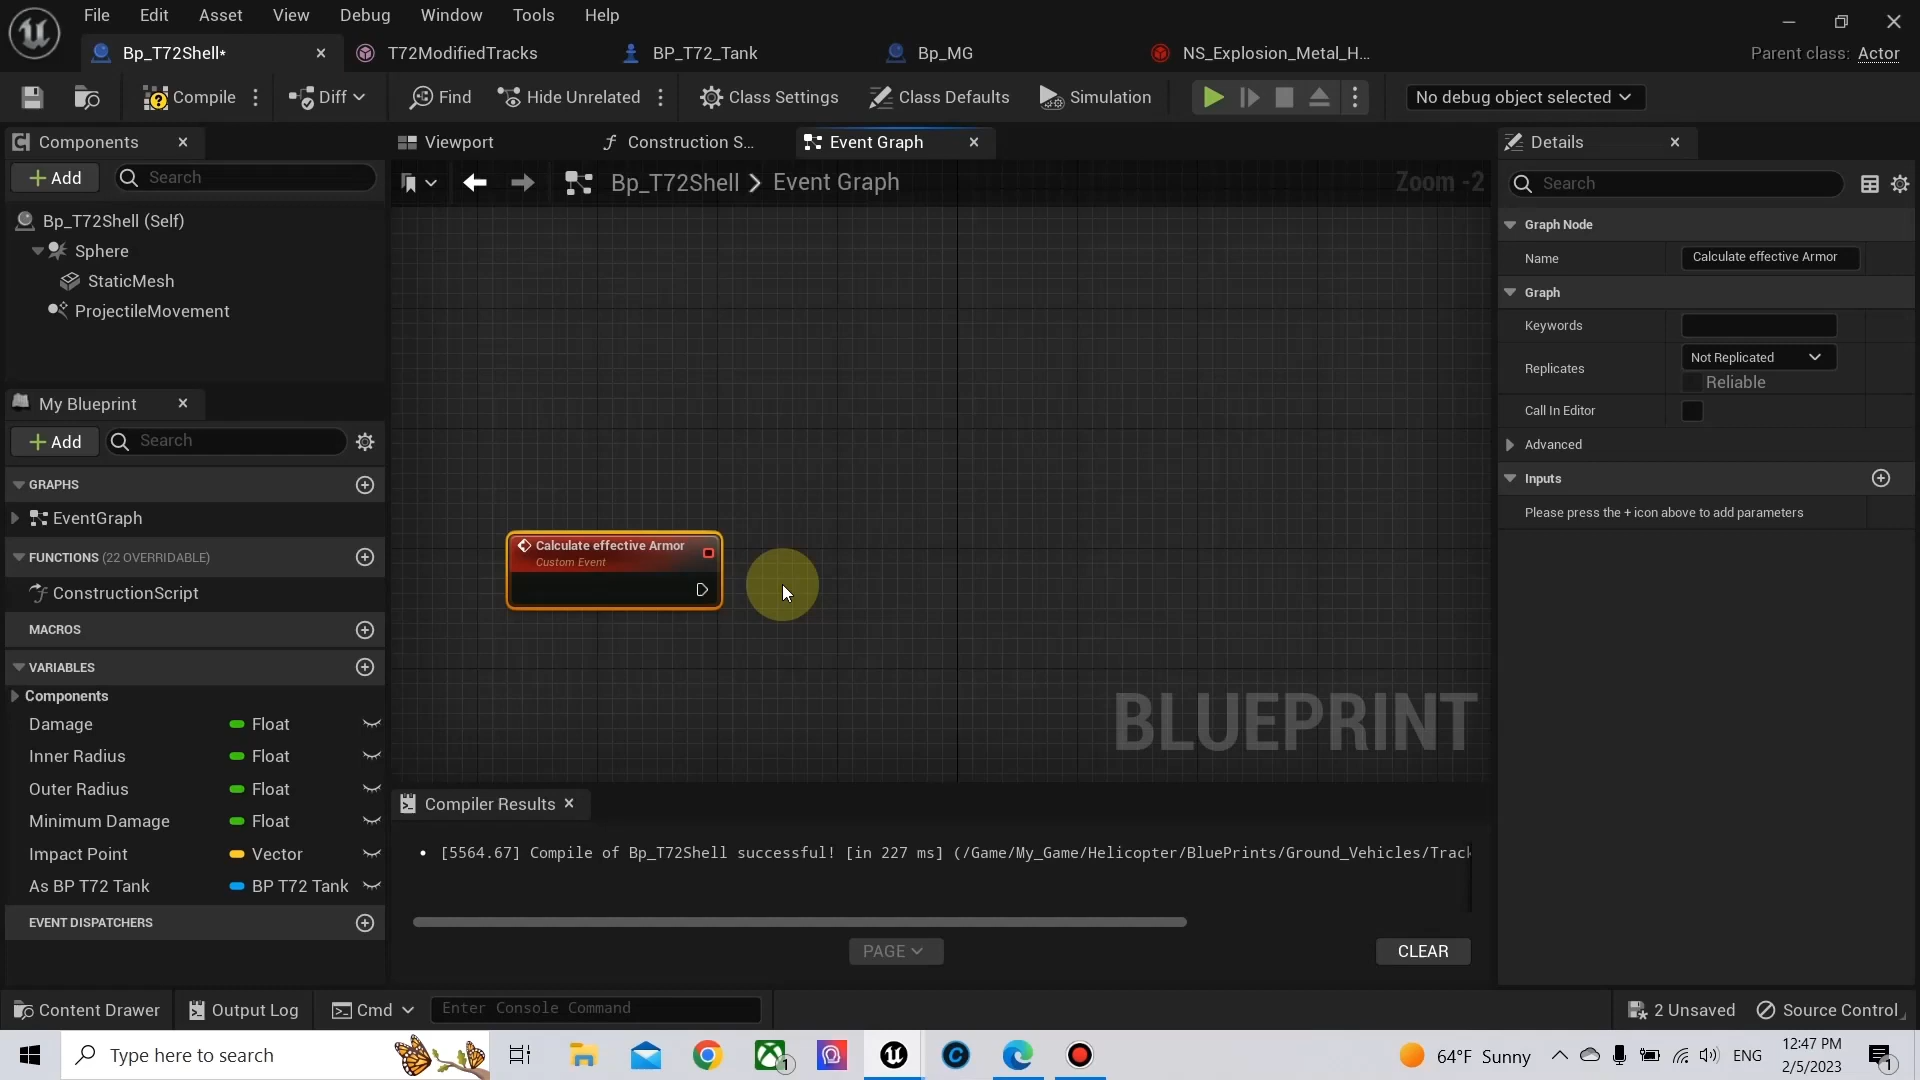 File Edit Asset View Debug Window Tools Help
Bp_T72Shell* T72ModifiedTracks BP_T72_Tank Bp_MG NS_Explosion_Metal_H... Parent class: Actor
Compile Diff Find Hide Unrelated Class Settings Class Defaults Simulation No debug object selected
Components Viewport Construction S... Event Graph Details
Add Search Bp_T72Shell Event Graph Zoom -2 Search
Bp_T72Shell (Self)
Sphere
StaticMesh
ProjectileMovement
My Blueprint
Add Search
GRAPHS
EventGraph
FUNCTIONS (22 OVERRIDABLE)
ConstructionScript
MACROS
VARIABLES
Components
Damage Float
Inner Radius Float
Outer Radius Float
Minimum Damage Float
Impact Point Vector
As BP T72 Tank BP T72 Tank
EVENT DISPATCHERS
Calculate effective Armor
Custom Event
BLUEPRINT
Compiler Results
[5564.67] Compile of Bp_T72Shell successful! [in 227 ms] (/Game/My_Game/Helicopter/BluePrints/Ground_Vehicles/Track
PAGE CLEAR
Graph Node
Name Calculate effective Armor
Graph
Keywords
Replicates Not Replicated
Reliable
Call In Editor
Advanced
Inputs
Please press the + icon above to add parameters
Content Drawer Output Log Cmd Enter Console Command 2 Unsaved Source Control
Type here to search 1 64°F Sunny ENG 12:47 PM 1
2/5/2023